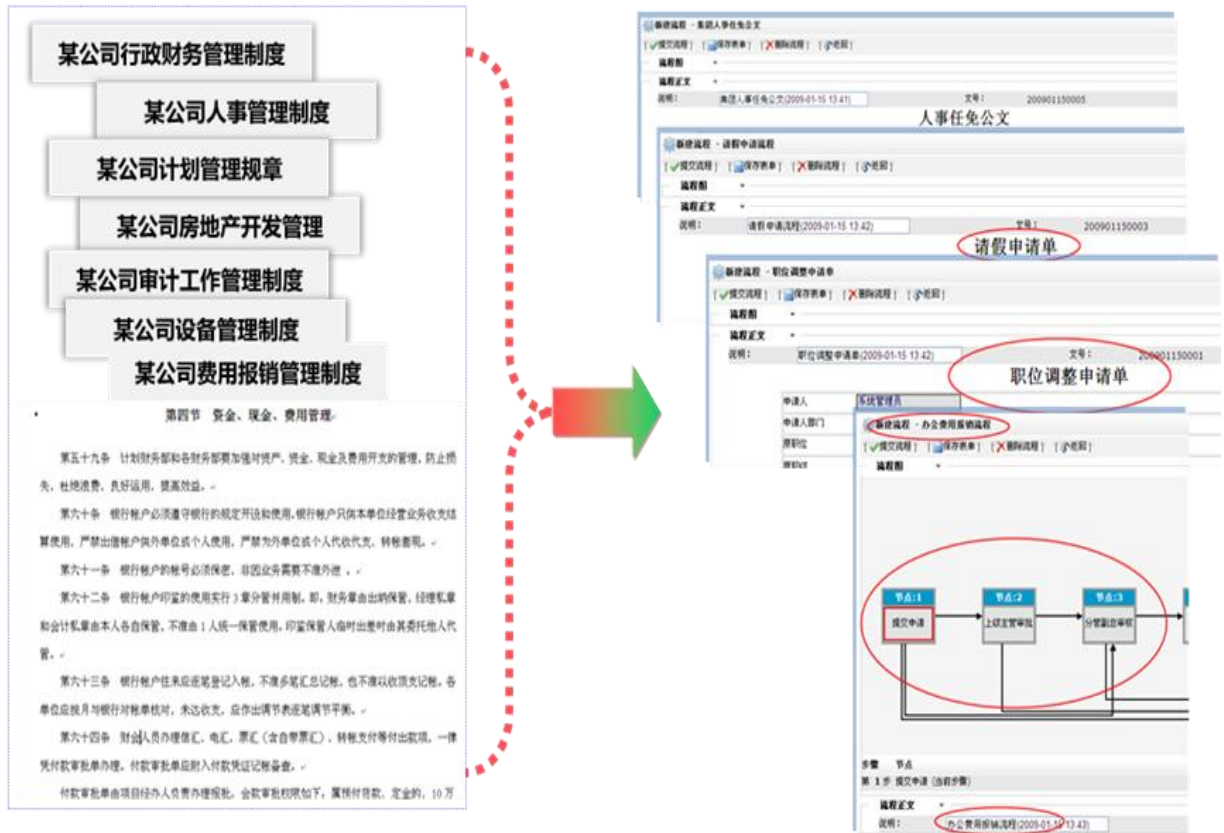 某公司行政财务管理制度
某公司人事管理制度
某公司计划管理规章
某公司房地产开发管理
某公司审计工作管理制度
某公司设备管理制度
某公司费用报销管理制度
第四节 资金、现金、费用管理
第五十九条 计划财务部和各财务部要加强对资产、资金、现金及费用开支的管理，防止损
失，杜绝浪费，良好运用，提高效益。
第六十条 银行帐户必须遵守银行的规定开设和使用。银行帐户只供本单位经营业务收支结
算使用，严禁出借帐户供外单位或个人使用，严禁为外单位或个人代收代支、转帐套现。
第六十一条 银行帐户的帐号必须保密，非因业务需要不准外泄。
第六十二条 银行帐户印鉴的使用实行3章分管并用制，即，财务章由出纳保管，经理私章
和会计私章由本人各自保管，不准由1人统一保管使用，印鉴保管人临时出差时由其委托他人代
管。
第六十三条 银行帐户往来应逐笔登记入帐，不准多笔汇总记帐，也不准以收顶支记帐。各
单位应按月与银行对帐单核对，未达收支，应作出调节表逐笔调节平衡。
第六十四条 财会人员办理信汇、电汇、票汇（含自带票汇）、转帐支付等付出款项，一律
凭付款审批单办理，付款审批单应附入付款凭证记帐备查。
付款审批单由项目经办人负责办理报批，会款审批权限如下，属预付货款、定金的，10万
新建流程 - 集团人事任免公文
[提交流程] [保存表单] [删除流程] [返回]
流程图
流程正文
说明： 集团人事任免公文(2009-01-15 13:41) 文号： 200901150005
人事任免公文
新建流程 - 请假申请流程
[提交流程] [保存表单] [删除流程] [返回]
流程图
流程正文
说明： 请假申请流程(2009-01-15 13:42) 文号： 200901150003
请假申请单
新建流程 - 职位调整申请单
[提交流程] [保存表单] [删除流程] [返回]
流程图
流程正文
说明： 职位调整申请单(2009-01-15 13:42) 文号： 200901150001
职位调整申请单
申请人 系统管理员
申请人部门
原职位
新建流程 - 办公费用报销流程
[提交流程] [保存表单] [删除流程] [返回]
流程图
节点:1 节点:2 节点:3
提交申请 上级主管审批 分管副总审核
步骤 节点
第 1 步 提交申请 (当前步骤)
流程正文
说明： 办公费用报销流程(2009-01-15 13:43)